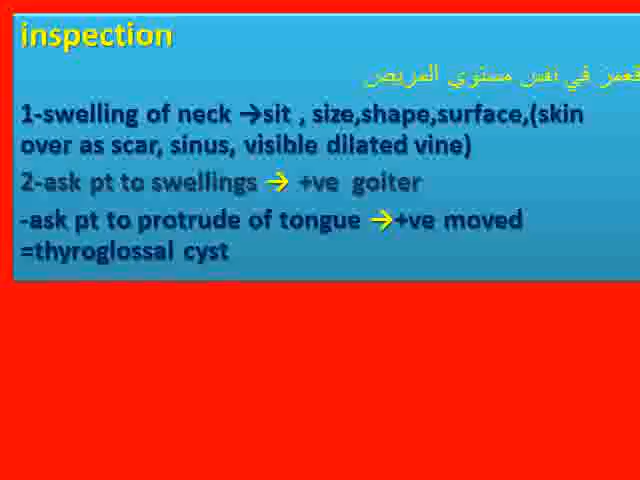 inspection
قعمز في نفس مستوي المريض
1-swelling of neck →sit , size,shape,surface,(skin
over as scar, sinus, visible dilated vine)
2-ask pt to swellings → +ve goiter
-ask pt to protrude of tongue →+ve moved
=thyroglossal cyst